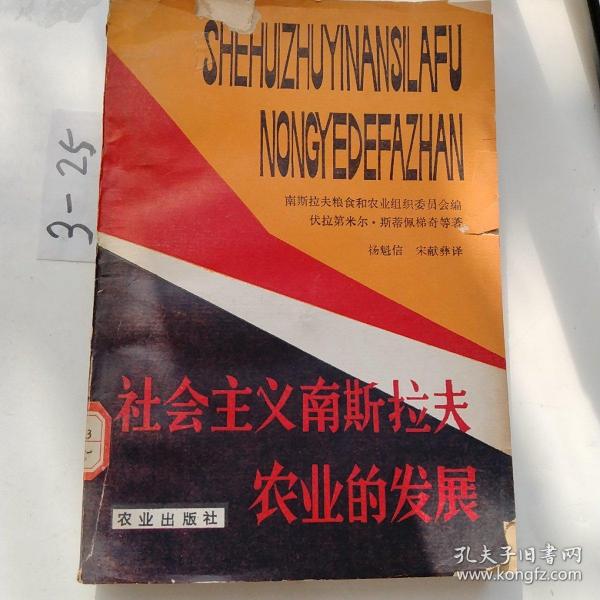 SHEHUIZHUYINANSILAFU
NONGYEDEFAZHAN
3-25
南斯拉夫粮食和农业组织委员会编
伏拉第米尔·斯蒂佩梯奇等著
杨魁信 宋献彝译
社会主义南斯拉夫
农业的发展
农业出版社
3
孔夫子旧书网
www.kongfz.com